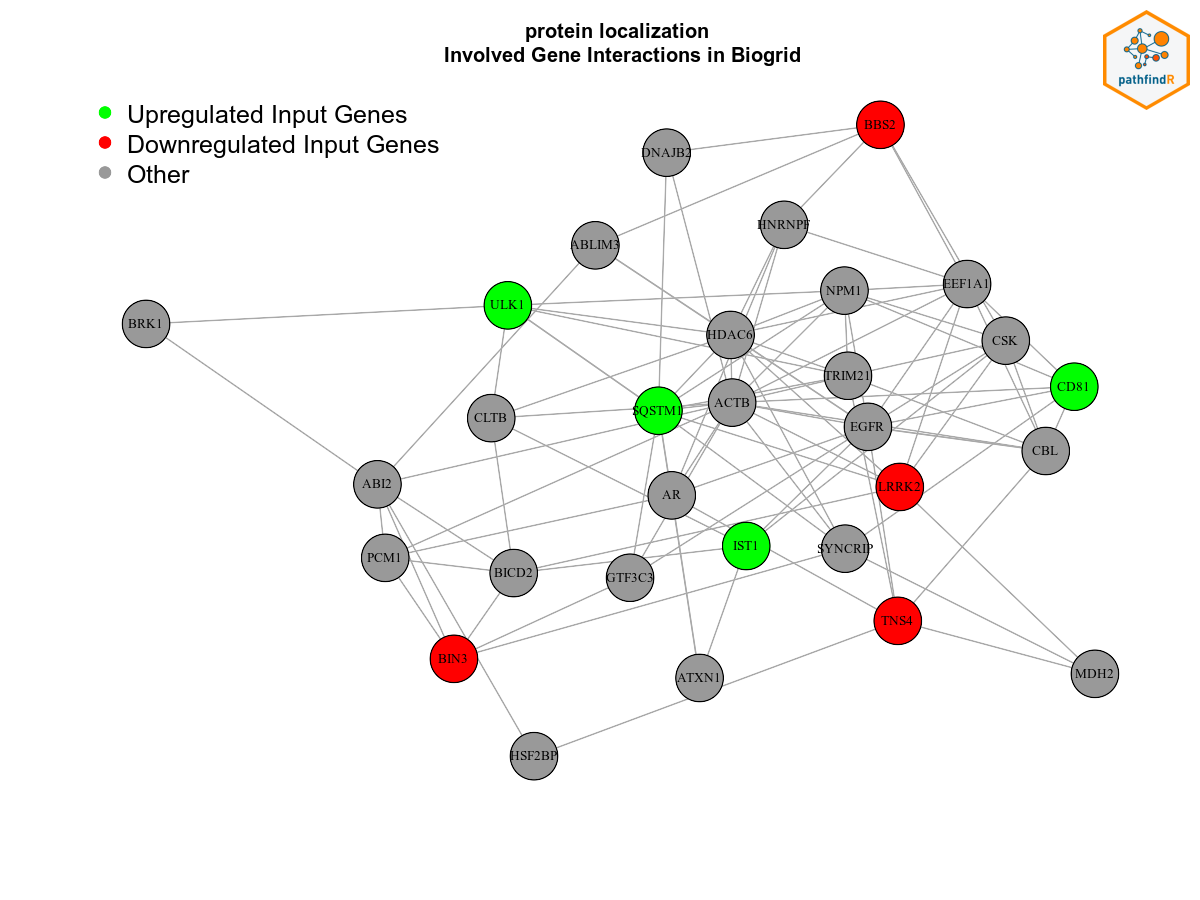 protein localization
Involved Gene Interactions in Biogrid
pathfindR
Upregulated Input Genes
Downregulated Input Genes
Other
BBS2
DNAJB2
HNRNPF
ABLIM3
EEF1A1
NPM1
ULK1
BRK1
HDAC6
CSK
TRIM21
CD81
ACTB
SQSTM1
CLTB
EGFR
CBL
ABI2
LRRK2
AR
IST1
SYNCRIP
PCM1
BICD2
GTF3C3
TNS4
BIN3
ATXN1
MDH2
HSF2BP